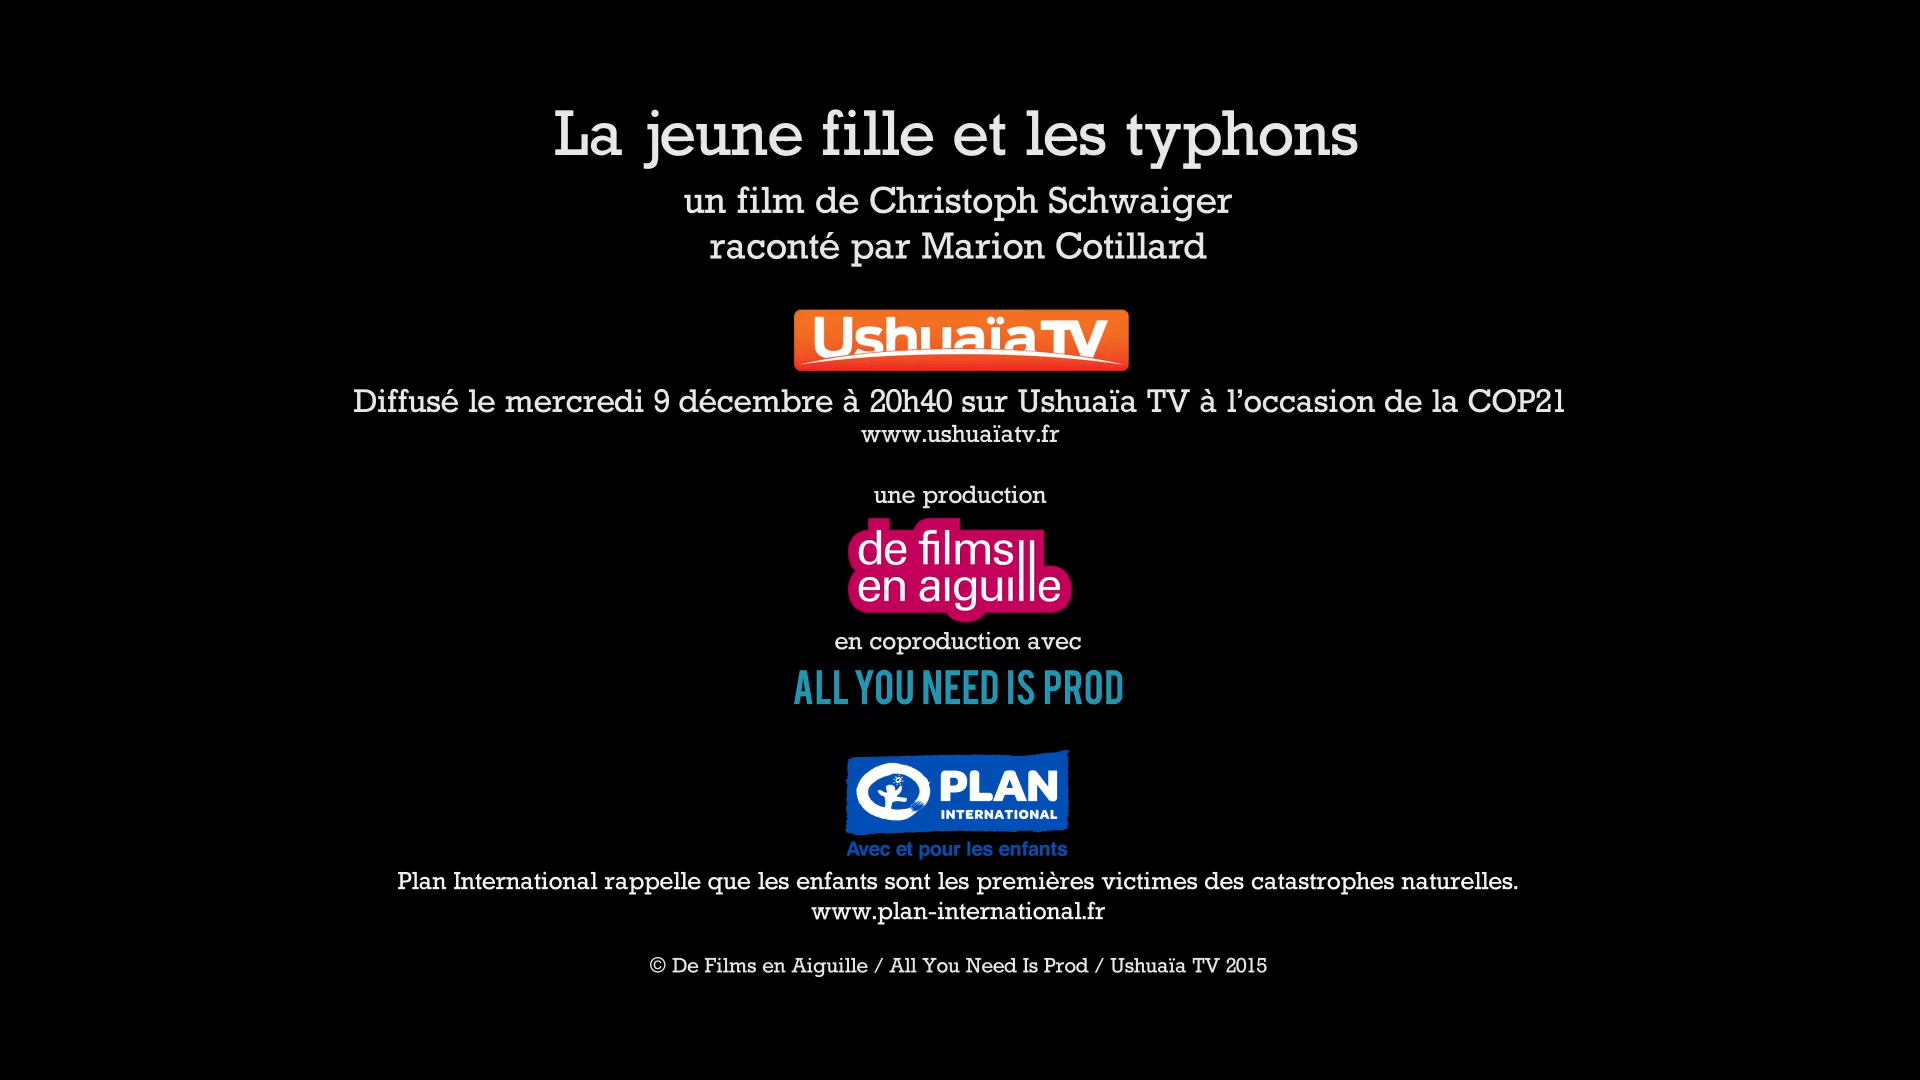 La jeune fille et les typhons
un film de Christoph Schwaiger
raconté par Marion Cotillard
Ushuaïa TV
Diffusé le mercredi 9 décembre à 20h40 sur Ushuaïa TV à l’occasion de la COP21
www.ushuaïatv.fr
une production
de films
en aiguille
en coproduction avec
ALL YOU NEED IS PROD
PLAN
INTERNATIONAL
Avec et pour les enfants
Plan International rappelle que les enfants sont les premières victimes des catastrophes naturelles.
www.plan-international.fr
© De Films en Aiguille / All You Need Is Prod / Ushuaïa TV 2015